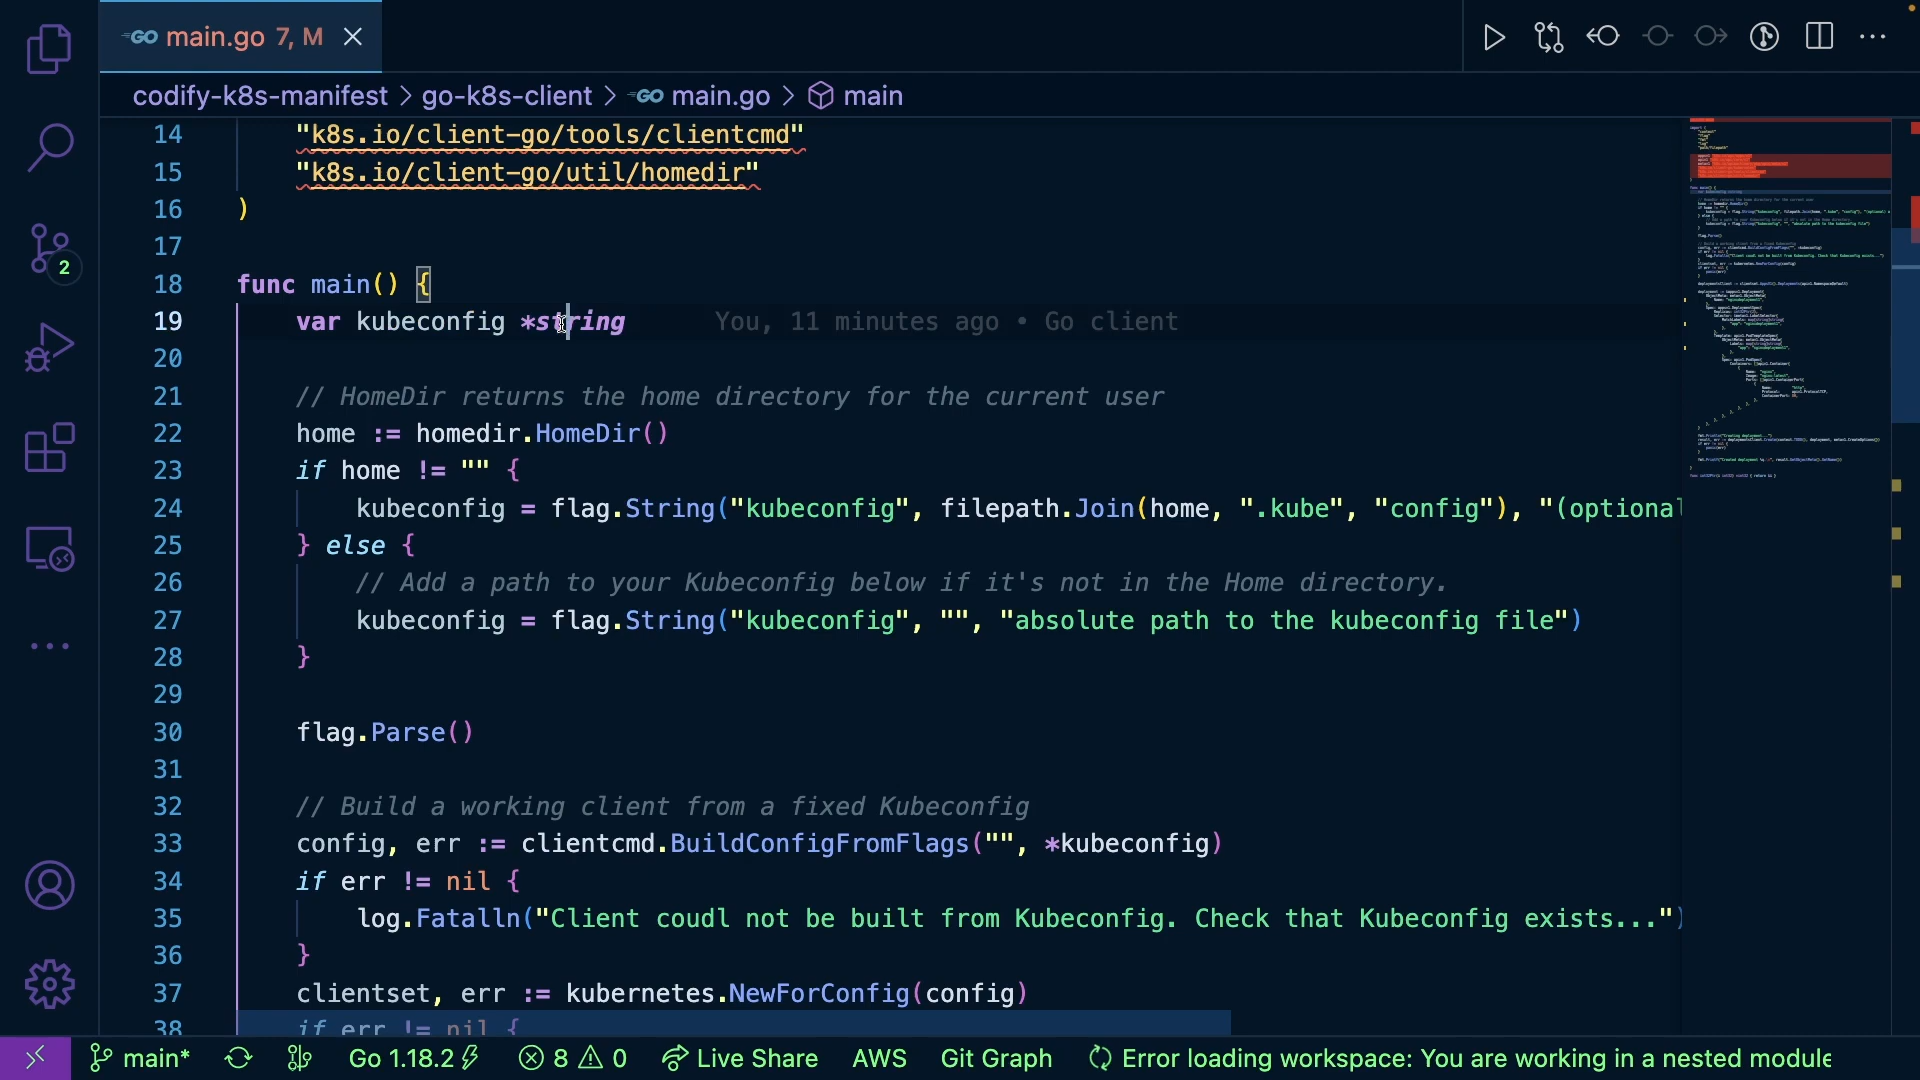 GO main.go 7, M
codify-k8s-manifest > go-k8s-client > GO main.go > main
14 "k8s.io/client-go/tools/clientcmd"
15 "k8s.io/client-go/util/homedir"
16 )
17
18 func main() {
19 var kubeconfig *string You, 11 minutes ago • Go client
20
21 // HomeDir returns the home directory for the current user
22 home := homedir.HomeDir()
23 if home != "" {
24 kubeconfig = flag.String("kubeconfig", filepath.Join(home, ".kube", "config"), "(optional
25 } else {
26 // Add a path to your Kubeconfig below if it's not in the Home directory.
27 kubeconfig = flag.String("kubeconfig", "", "absolute path to the kubeconfig file")
28 }
29
30 flag.Parse()
31
32 // Build a working client from a fixed Kubeconfig
33 config, err := clientcmd.BuildConfigFromFlags("", *kubeconfig)
34 if err != nil {
35 log.Fatalln("Client coudl not be built from Kubeconfig. Check that Kubeconfig exists...")
36 }
37 clientset, err := kubernetes.NewForConfig(config)
38 if err != nil {
2
main* Go 1.18.2 8 0 Live Share AWS Git Graph Error loading workspace: You are working in a nested module